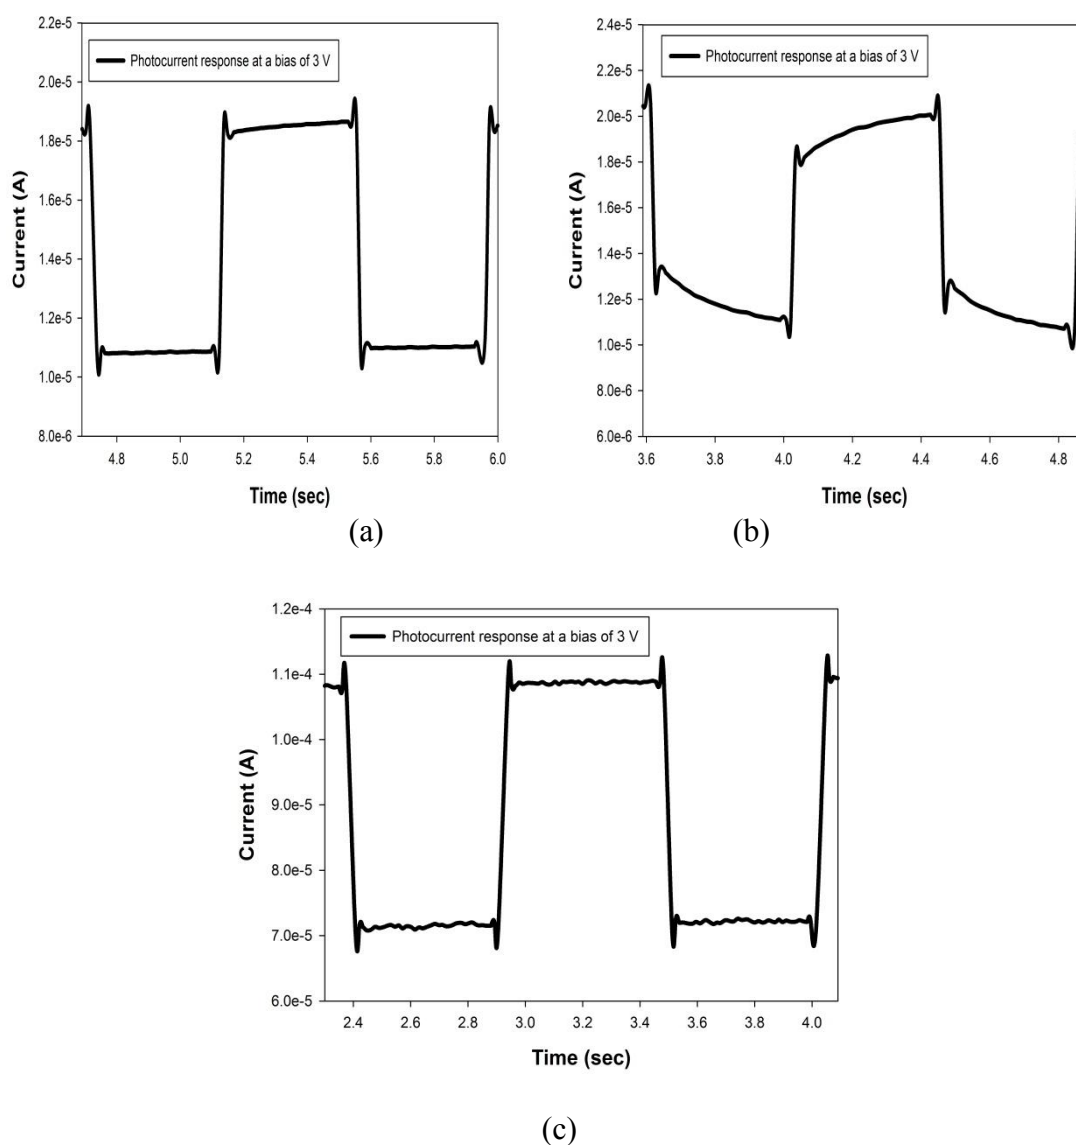 Photocurrent response at a bias of 3 V
2.2e-5
2.0e-5
1.8e-5
1.6e-5
1.4e-5
1.2e-5
1.0e-5
8.0e-6
Current (A)
4.8 5.0 5.2 5.4 5.6 5.8 6.0
Time (sec)
(a)
Photocurrent response at a bias of 3 V
2.4e-5
2.2e-5
2.0e-5
1.8e-5
1.6e-5
1.4e-5
1.2e-5
1.0e-5
8.0e-6
6.0e-6
Current (A)
3.6 3.8 4.0 4.2 4.4 4.6 4.8
Time (sec)
(b)
Photocurrent response at a bias of 3 V
1.2e-4
1.1e-4
1.0e-4
9.0e-5
8.0e-5
7.0e-5
6.0e-5
Current (A)
2.4 2.6 2.8 3.0 3.2 3.4 3.6 3.8 4.0
Time (sec)
(c)